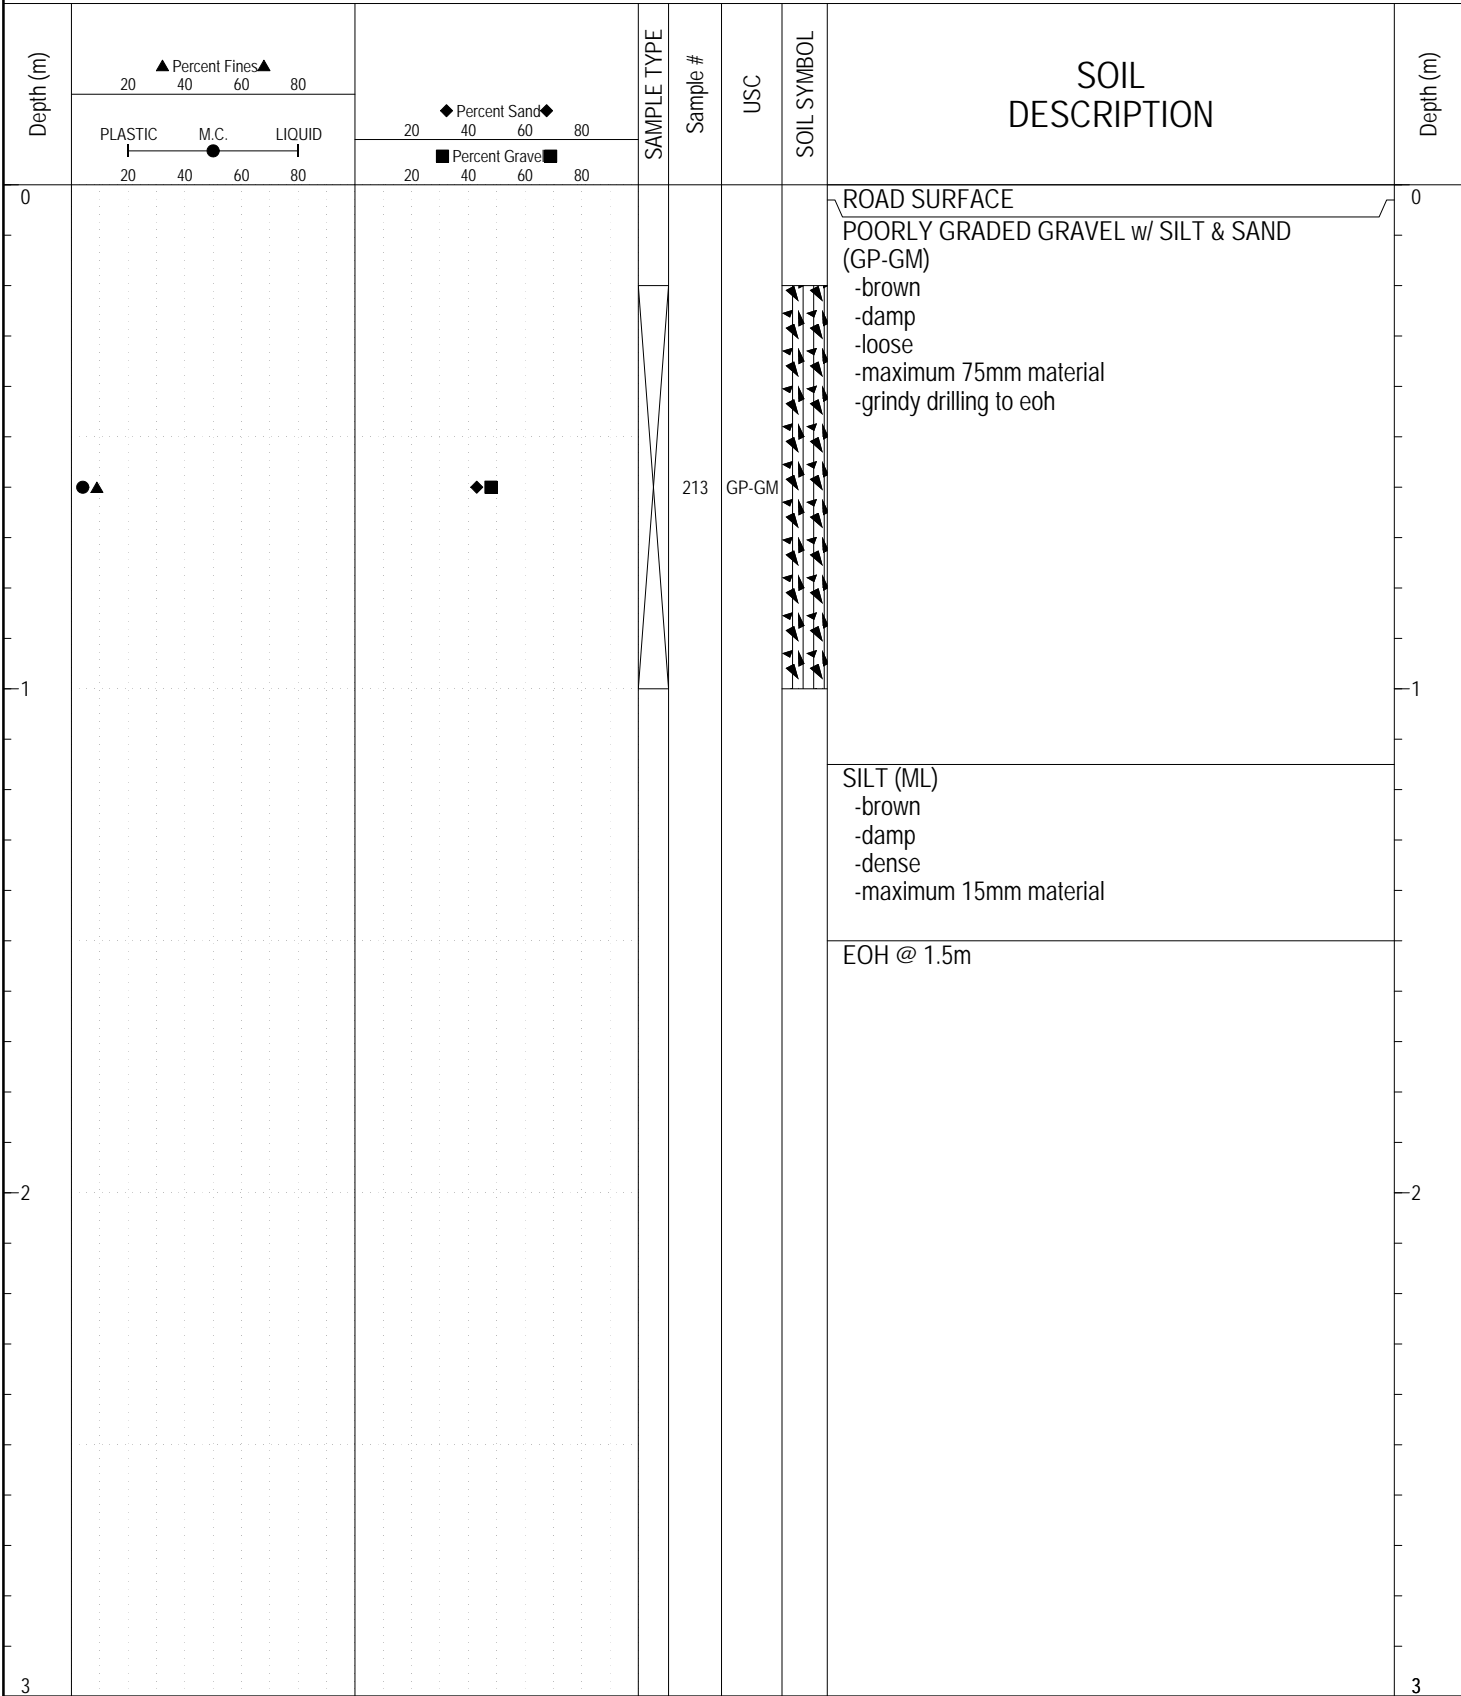 Depth (m)
▲ Percent Fines▲
20 40 60 80
PLASTIC M.C. LIQUID
20 40 60 80
◆ Percent Sand◆
20 40 60 80
■ Percent Gravel■
20 40 60 80
SAMPLE TYPE
Sample #
USC
SOIL SYMBOL
SOIL
DESCRIPTION
Depth (m)
0
ROAD SURFACE
0
POORLY GRADED GRAVEL w/ SILT & SAND
(GP-GM)
-brown
-damp
-loose
-maximum 75mm material
-grindy drilling to eoh
213 GP-GM
1
1
SILT (ML)
-brown
-damp
-dense
-maximum 15mm material
EOH @ 1.5m
2
2
3
3